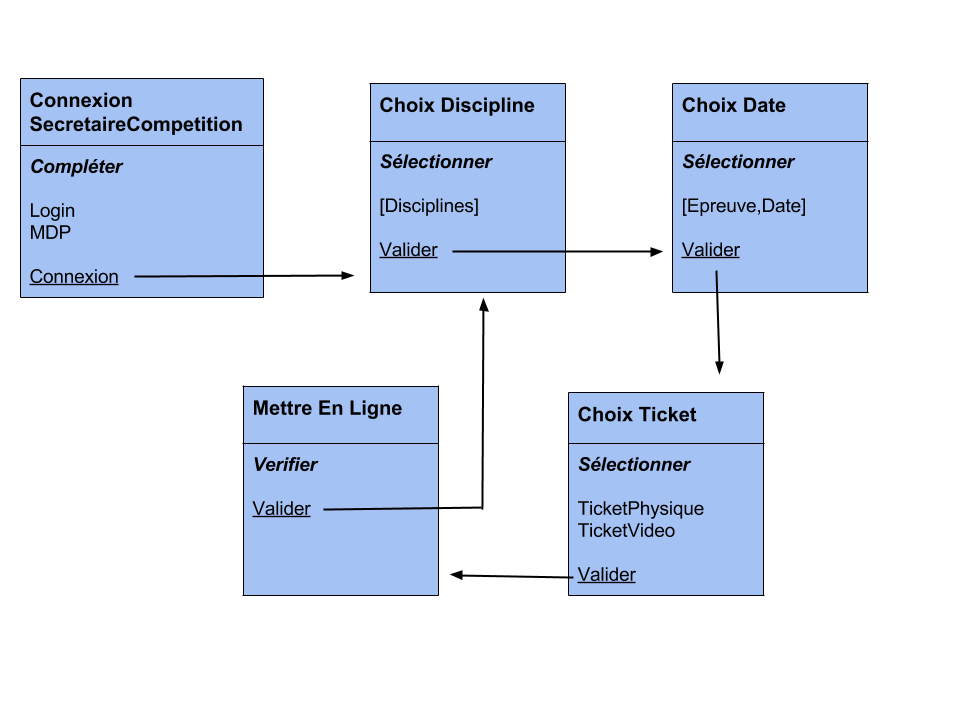 Connexion
SecretaireCompetition
Compléter
Login
MDP
Connexion
Choix Discipline
Sélectionner
[Disciplines]
Valider
Choix Date
Sélectionner
[Epreuve,Date]
Valider
Mettre En Ligne
Verifier
Valider
Choix Ticket
Sélectionner
TicketPhysique
TicketVideo
Valider